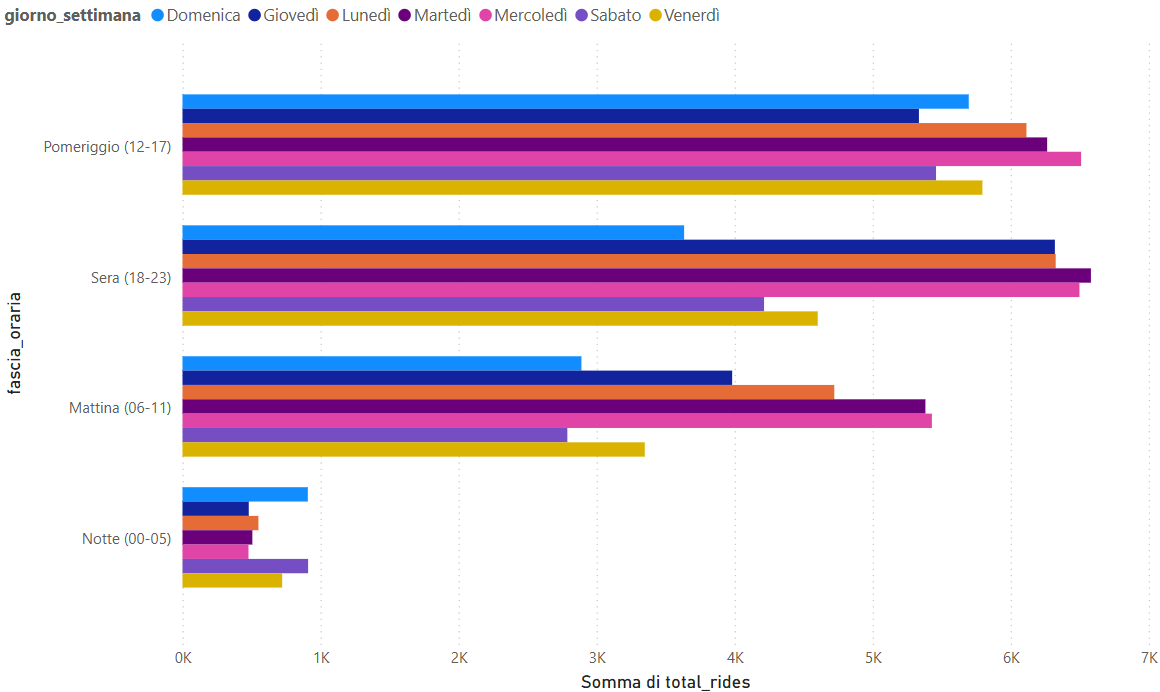 giorno_settimana Domenica Giovedì Lunedì Martedì Mercoledì Sabato Venerdì
Pomeriggio (12-17)
Sera (18-23)
Mattina (06-11)
Notte (00-05)
fascia_oraria
0K 1K 2K 3K 4K 5K 6K 7K
Somma di total_rides